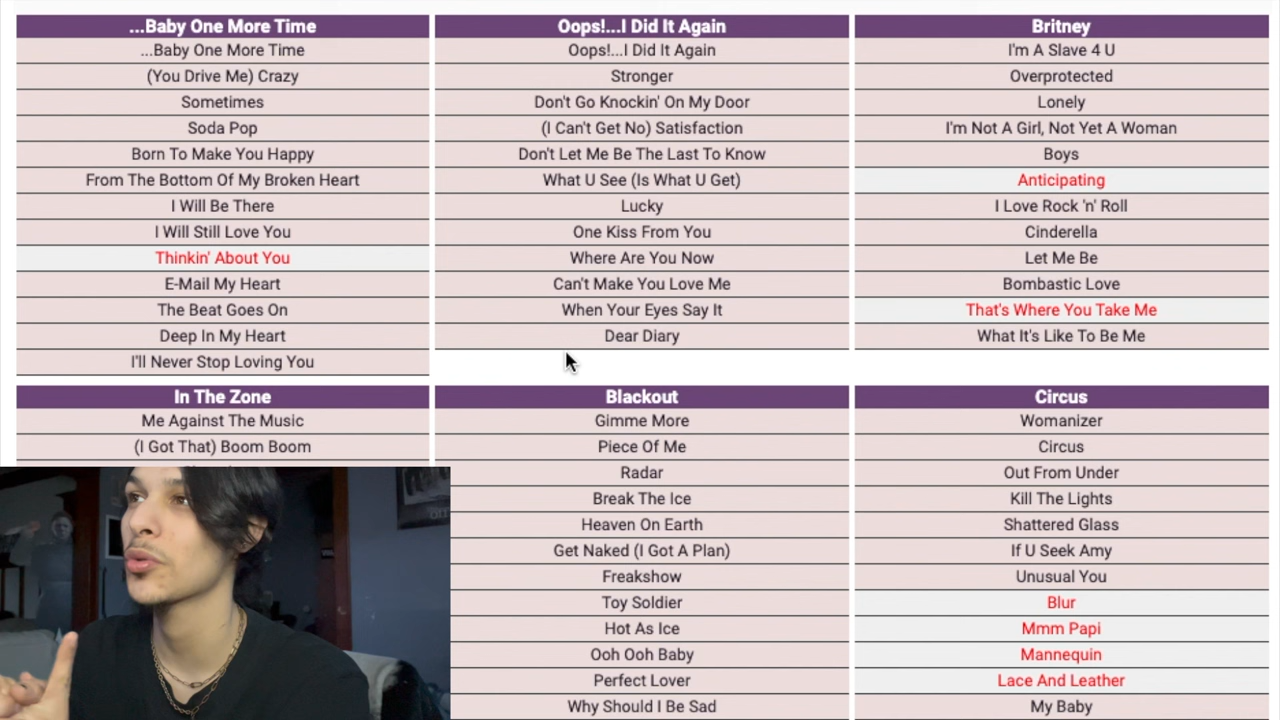 ...Baby One More Time
...Baby One More Time
(You Drive Me) Crazy
Sometimes
Soda Pop
Born To Make You Happy
From The Bottom Of My Broken Heart
I Will Be There
I Will Still Love You
Thinkin' About You
E-Mail My Heart
The Beat Goes On
Deep In My Heart
I'll Never Stop Loving You
Oops!...I Did It Again
Oops!...I Did It Again
Stronger
Don't Go Knockin' On My Door
(I Can't Get No) Satisfaction
Don't Let Me Be The Last To Know
What U See (Is What U Get)
Lucky
One Kiss From You
Where Are You Now
Can't Make You Love Me
When Your Eyes Say It
Dear Diary
Britney
I'm A Slave 4 U
Overprotected
Lonely
I'm Not A Girl, Not Yet A Woman
Boys
Anticipating
I Love Rock 'n' Roll
Cinderella
Let Me Be
Bombastic Love
That's Where You Take Me
What It's Like To Be Me
In The Zone
Me Against The Music
(I Got That) Boom Boom
Blackout
Gimme More
Piece Of Me
Radar
Break The Ice
Heaven On Earth
Get Naked (I Got A Plan)
Freakshow
Toy Soldier
Hot As Ice
Ooh Ooh Baby
Perfect Lover
Why Should I Be Sad
Circus
Womanizer
Circus
Out From Under
Kill The Lights
Shattered Glass
If U Seek Amy
Unusual You
Blur
Mmm Papi
Mannequin
Lace And Leather
My Baby